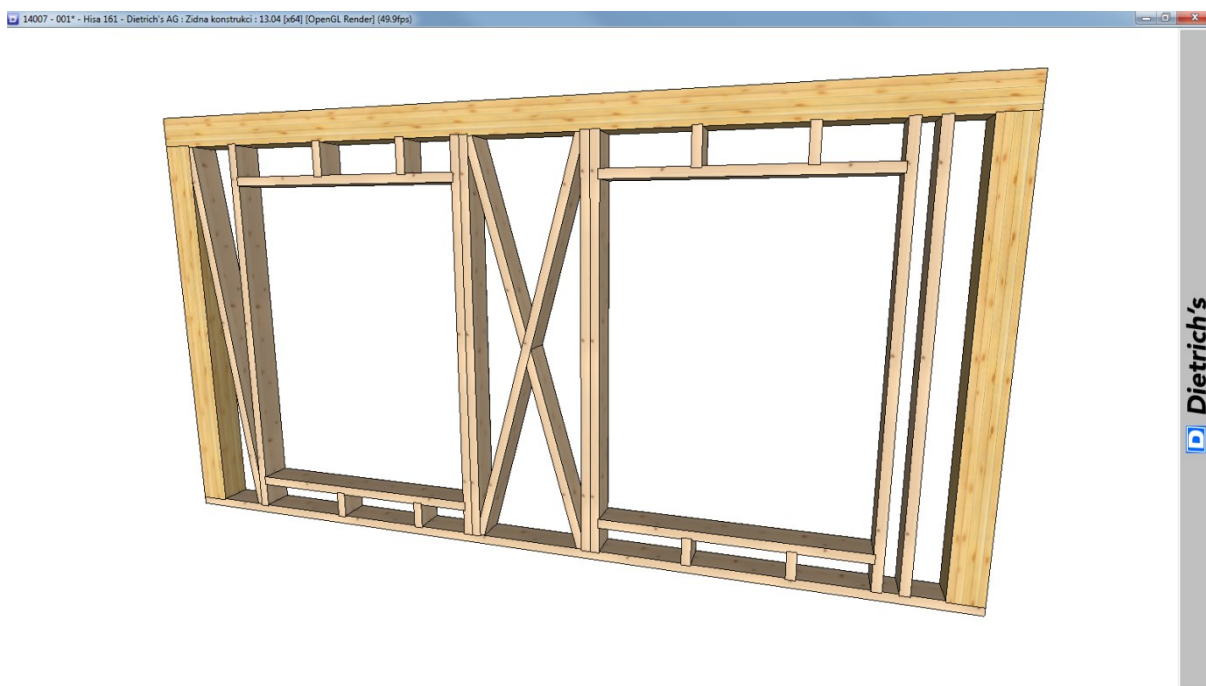 14007 - 001* - Hisa 161 - Dietrich's AG : Zidna konstrukci : 13.04 [x64] [OpenGL Render] (49.9fps)
D Dietrich's